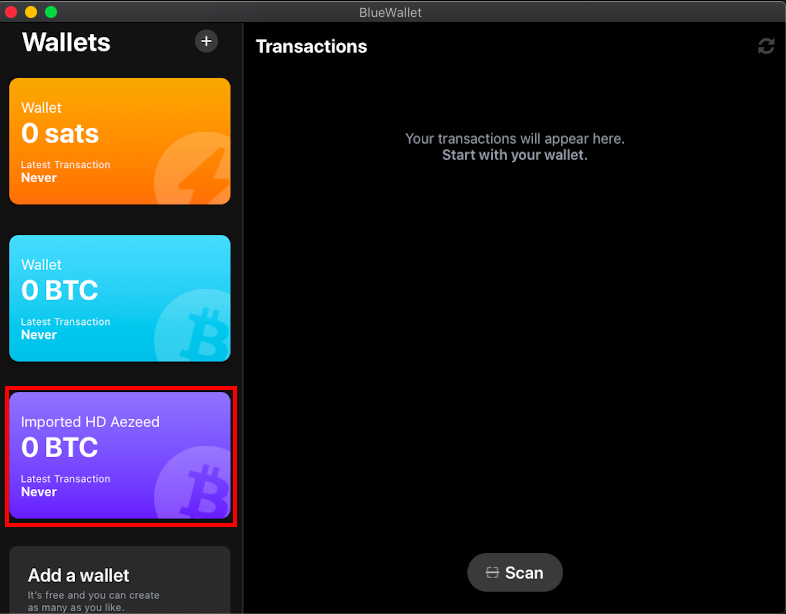 BlueWallet
Wallets
Wallet
0 sats
Latest Transaction
Never
Wallet
0 BTC
Latest Transaction
Never
Imported HD Aezeed
0 BTC
Latest Transaction
Never
Add a wallet
It's free and you can create
as many as you like.
Transactions
Your transactions will appear here.
Start with your wallet.
Scan